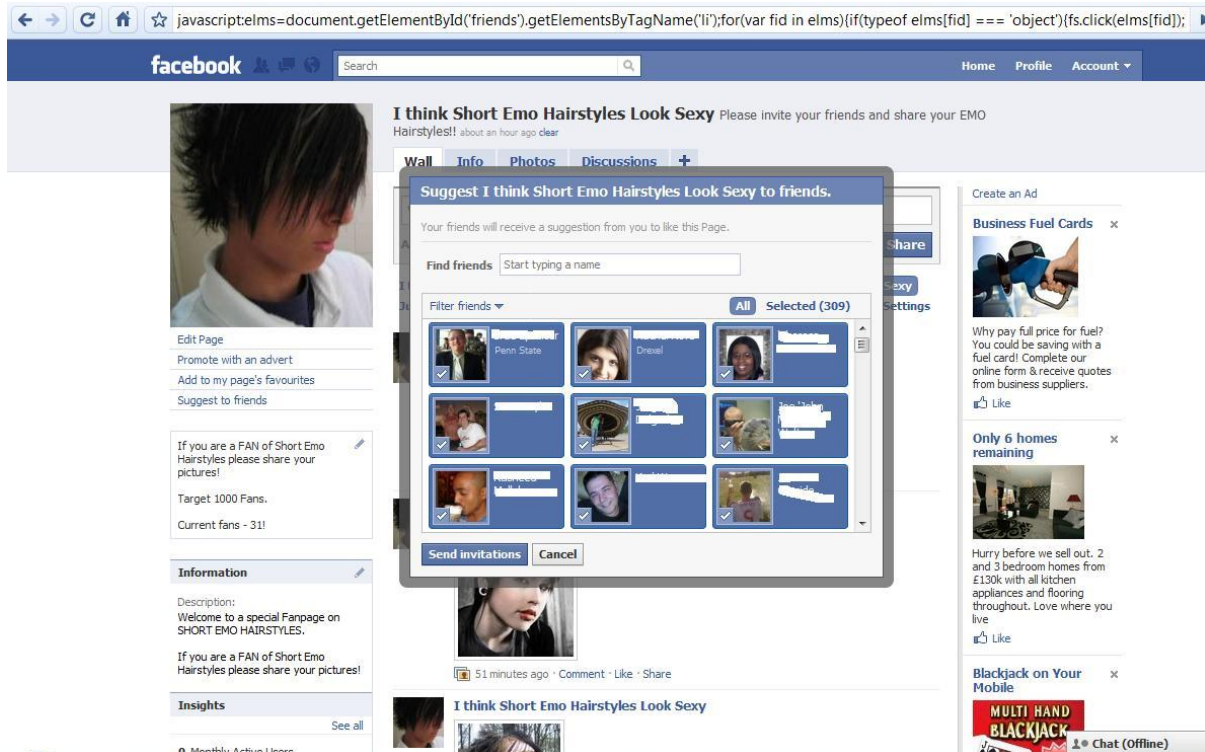 javascript:elms=document.getElementById('friends').getElementsByTagName('li');for(var fid in elms){if(typeof elms[fid] === 'object'){fs.click(elms[fid]);
facebook
Search
Home Profile Account
I think Short Emo Hairstyles Look Sexy Please invite your friends and share your EMO
Hairstyles!! about an hour ago clear
Wall Info Photos Discussions +
Suggest I think Short Emo Hairstyles Look Sexy to friends.
Your friends will receive a suggestion from you to like this Page.
Share
Find friends Start typing a name
Sexy
Filter friends All Selected (309)
Settings
Penn State
Drexel
Send invitations Cancel
Edit Page
Promote with an advert
Add to my page's favourites
Suggest to friends
If you are a FAN of Short Emo
Hairstyles please share your
pictures!
Target 1000 Fans.
Current fans - 31!
Information
Description:
Welcome to a special Fanpage on
SHORT EMO HAIRSTYLES.
If you are a FAN of Short Emo
Hairstyles please share your pictures!
Insights
See all
Monthly Active Users
51 minutes ago · Comment · Like · Share
I think Short Emo Hairstyles Look Sexy
Create an Ad
Business Fuel Cards x
Why pay full price for fuel?
You could be saving with a
fuel card! Complete our
online form & receive quotes
from business suppliers.
Like
Only 6 homes x
remaining
Hurry before we sell out. 2
and 3 bedroom homes from
£130k with all kitchen
appliances and flooring
throughout. Love where you
live
Like
Blackjack on Your x
Mobile
MULTI HAND
BLACKJACK
Chat (Offline)